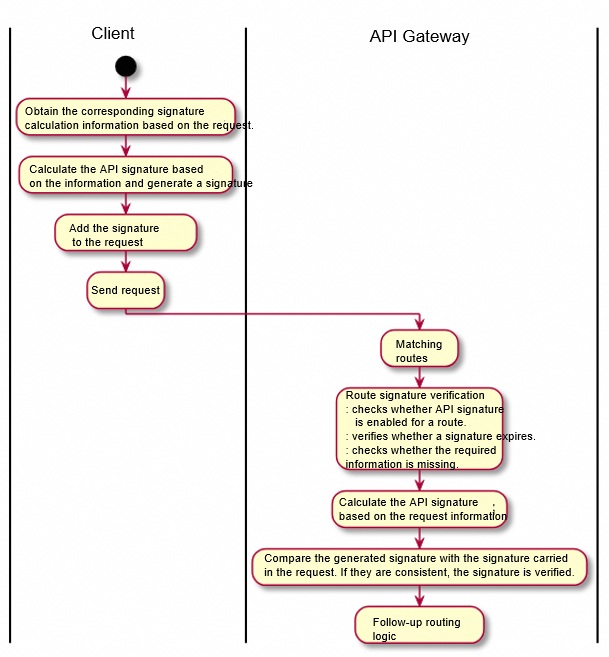 Client
API Gateway
Obtain the corresponding signature
calculation information based on the request.
Calculate the API signature based
on the information and generate a signature
Add the signature
to the request
Send request
Matching
routes
Route signature verification
: checks whether API signature
is enabled for a route.
: verifies whether a signature expires.
: checks whether the required
information is missing.
Calculate the API signature ;
based on the request information
Compare the generated signature with the signature carried
in the request. If they are consistent, the signature is verified.
Follow-up routing
logic